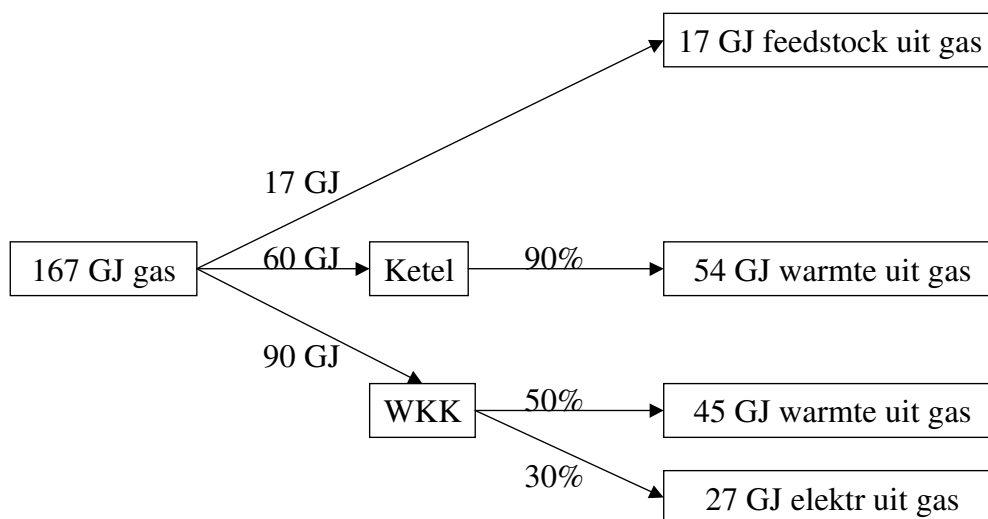 17 GJ feedstock uit gas
17 GJ
167 GJ gas
60 GJ
Ketel
90%
54 GJ warmte uit gas
90 GJ
WKK
50%
45 GJ warmte uit gas
30%
27 GJ elektr uit gas